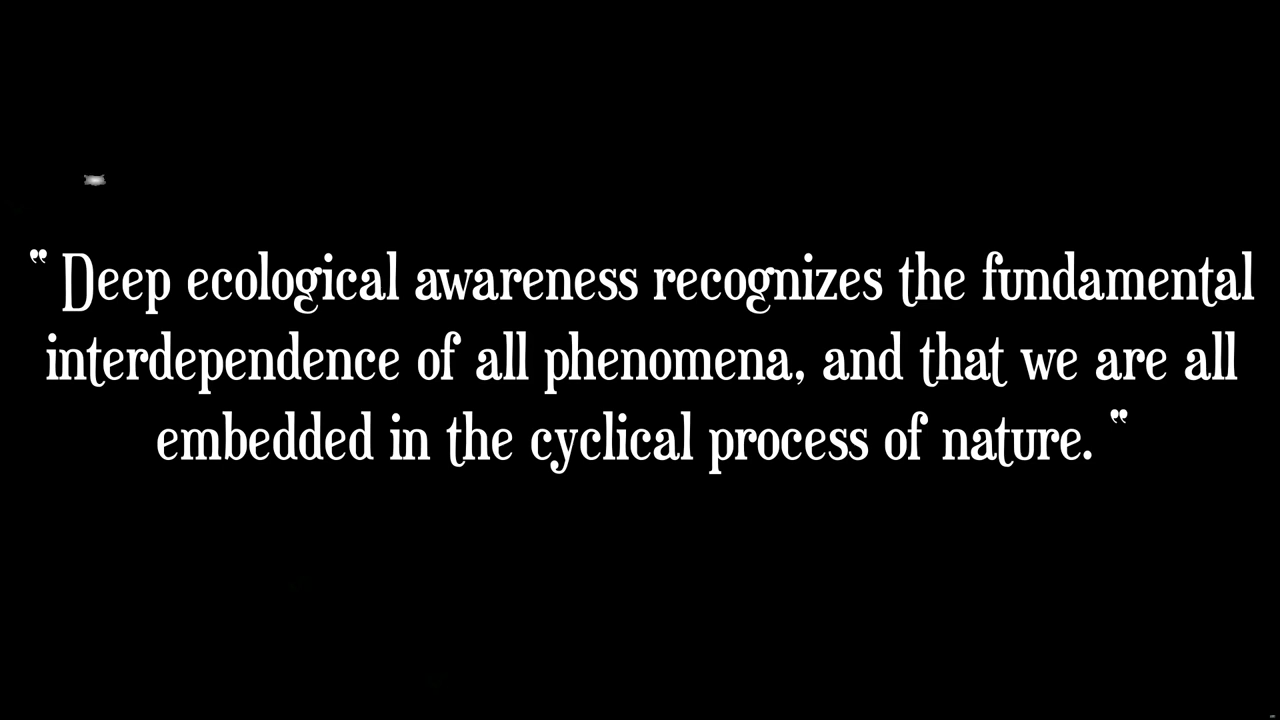 " Deep ecological awareness recognizes the fundamental
interdependence of all phenomena, and that we are all
embedded in the cyclical process of nature. "